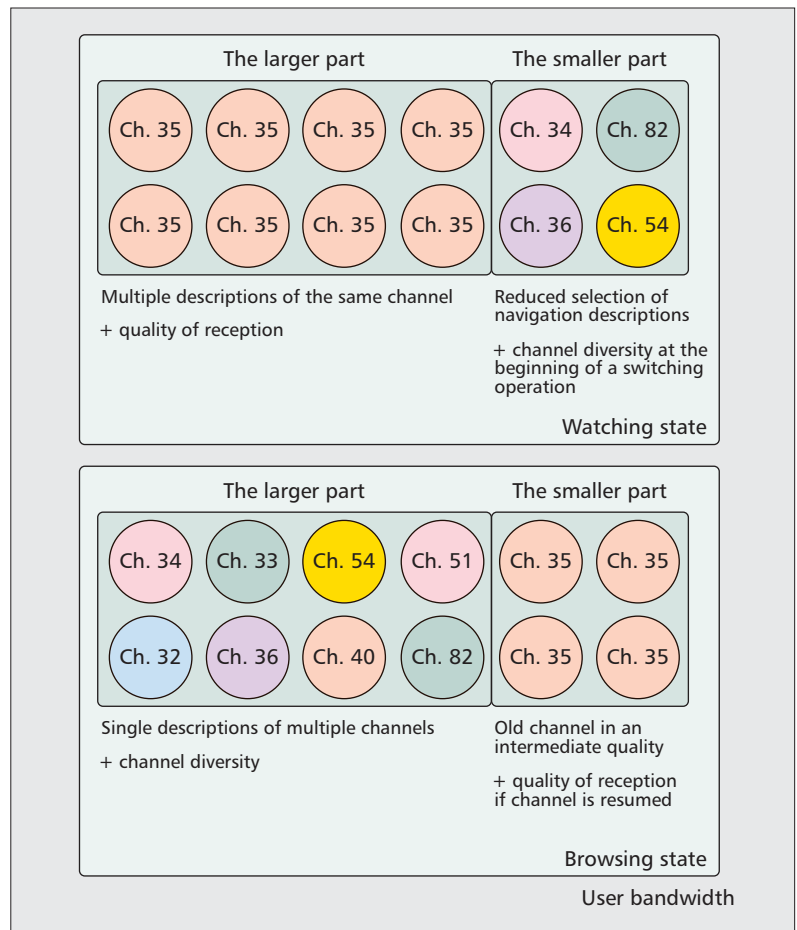 The larger part
The smaller part
Ch. 35 Ch. 35 Ch. 35 Ch. 35 Ch. 34 Ch. 82
Ch. 35 Ch. 35 Ch. 35 Ch. 35 Ch. 36 Ch. 54
Multiple descriptions of the same channel
+ quality of reception
Reduced selection of
navigation descriptions
+ channel diversity at the
beginning of a switching
operation
Watching state
The larger part
The smaller part
Ch. 34 Ch. 33 Ch. 54 Ch. 51 Ch. 35 Ch. 35
Ch. 32 Ch. 36 Ch. 40 Ch. 82 Ch. 35 Ch. 35
Single descriptions of multiple channels
+ channel diversity
Old channel in an
intermediate quality
+ quality of reception
if channel is resumed
Browsing state
User bandwidth